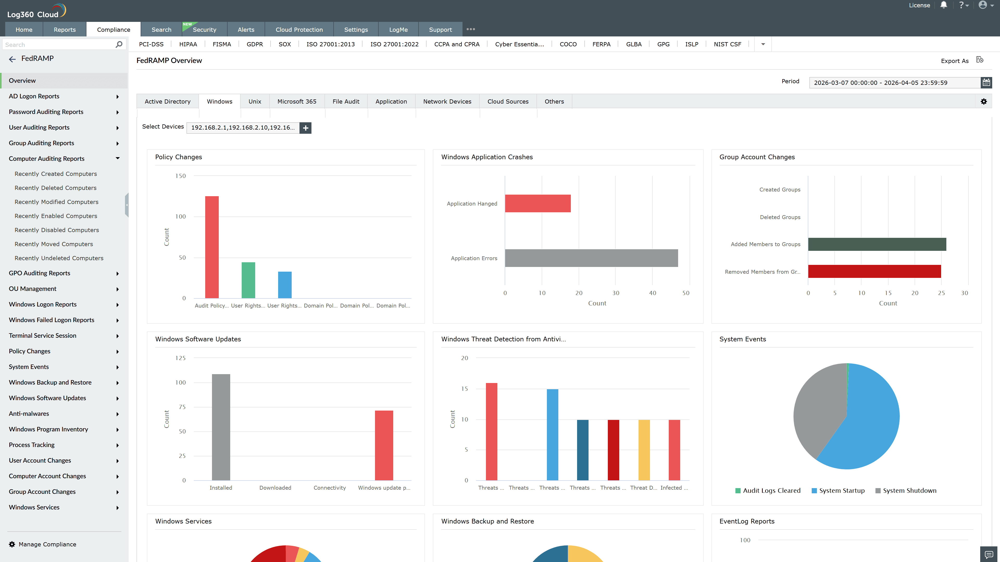 Log360 Cloud
License
?
Home
Reports
Compliance
Search
NEW
Security
Alerts
Cloud Protection
Settings
LogMe
Support
Search
PCI-DSS
HIPAA
FISMA
GDPR
SOX
ISO 27001:2013
ISO 27001:2022
CCPA and CPRA
Cyber Essentia...
COCO
FERPA
GLBA
GPG
ISLP
NIST CSF
FedRAMP
Overview
AD Logon Reports
Password Auditing Reports
User Auditing Reports
Group Auditing Reports
Computer Auditing Reports
Recently Created Computers
Recently Deleted Computers
Recently Modified Computers
Recently Enabled Computers
Recently Disabled Computers
Recently Moved Computers
Recently Undeleted Computers
GPO Auditing Reports
OU Management
Windows Logon Reports
Windows Failed Logon Reports
Terminal Service Session
Policy Changes
System Events
Windows Backup and Restore
Windows Software Updates
Anti-malwares
Windows Program Inventory
Process Tracking
User Account Changes
Computer Account Changes
Group Account Changes
Windows Services
Manage Compliance
FedRAMP Overview
Export As
Period
2026-03-07 00:00:00 - 2026-04-05 23:59:59
Active Directory
Windows
Unix
Microsoft 365
File Audit
Application
Network Devices
Cloud Sources
Others
Select Devices
192.168.2.1,192.168.2.10,192.16...
Policy Changes
150
100
50
0
Count
Audit Policy...
User Rights...
User Rights...
Domain Pol...
Domain Pol...
Domain Pol...
Windows Application Crashes
Application Hanged
Application Errors
0
10
20
30
40
50
Count
Group Account Changes
Created Groups
Deleted Groups
Added Members to Groups
Removed Members from Gr...
0
5
10
15
20
25
30
Count
Windows Software Updates
125
100
75
50
25
0
Count
Installed
Downloaded
Connectivity
Windows update p...
Windows Threat Detection from Antivi...
20
15
10
5
0
Count
Threats ...
Threats ...
Threats ...
Threats ...
Threats ...
Threat D...
Infected ...
System Events
Audit Logs Cleared
System Startup
System Shutdown
Windows Services
Windows Backup and Restore
EventLog Reports
100